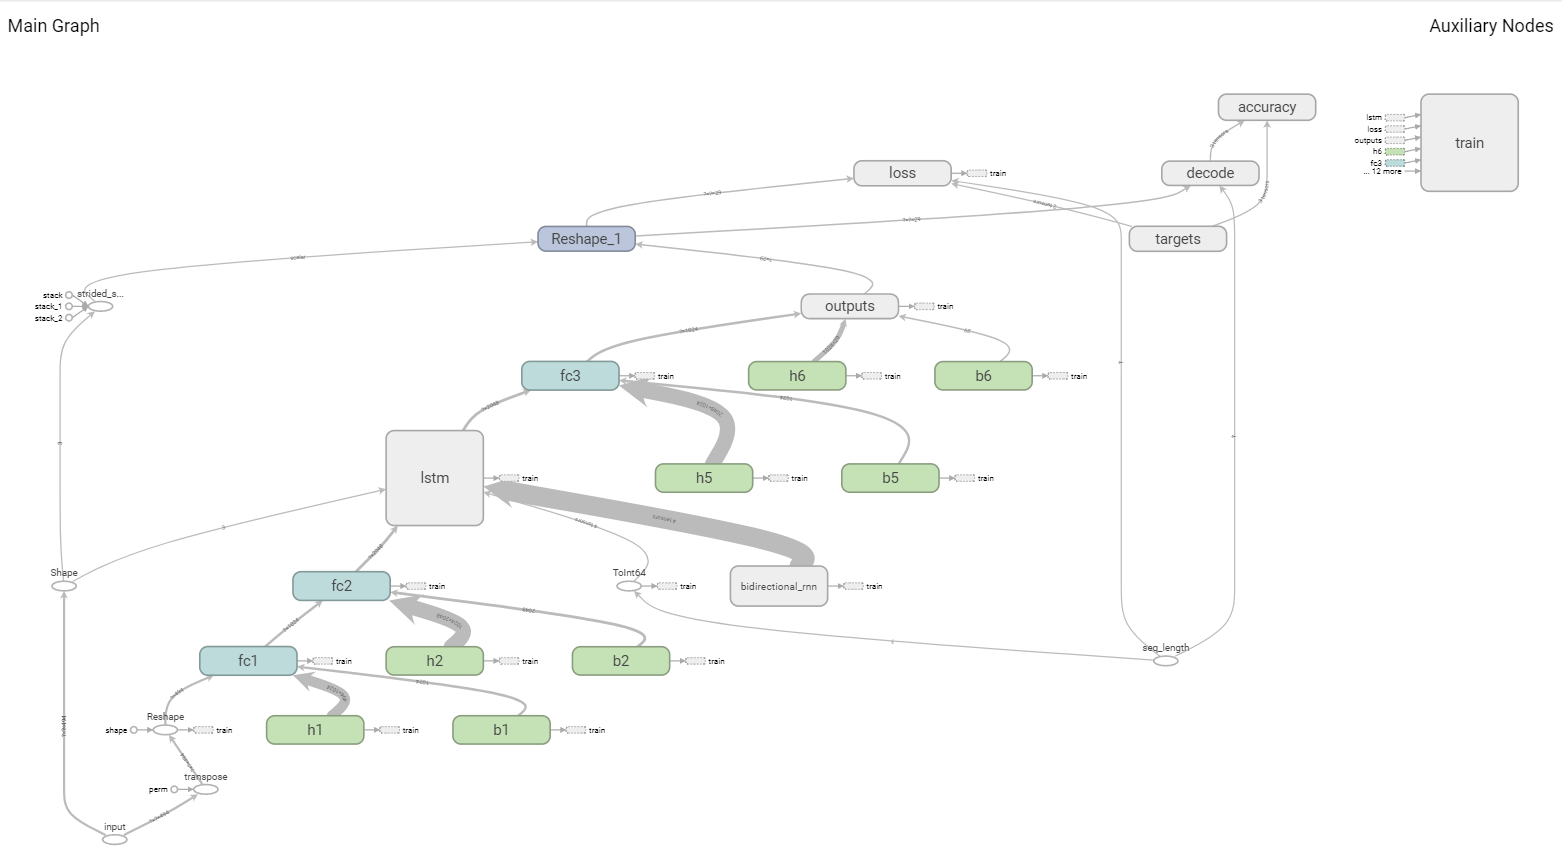 Main Graph
Auxiliary Nodes
accuracy
lstm
loss
outputs
h6
fc3
... 12 more
train
loss
train
decode
Reshape_1
targets
scalar
stack
stack_1
stack_2
strided_s...
outputs
train
fc3
train
h6
train
b6
train
lstm
train
h5
train
b5
train
Shape
fc2
train
ToInt64
train
bidirectional_rnn
train
fc1
train
h2
train
b2
train
seq_length
Reshape
shape
train
h1
train
b1
train
transpose
perm
input